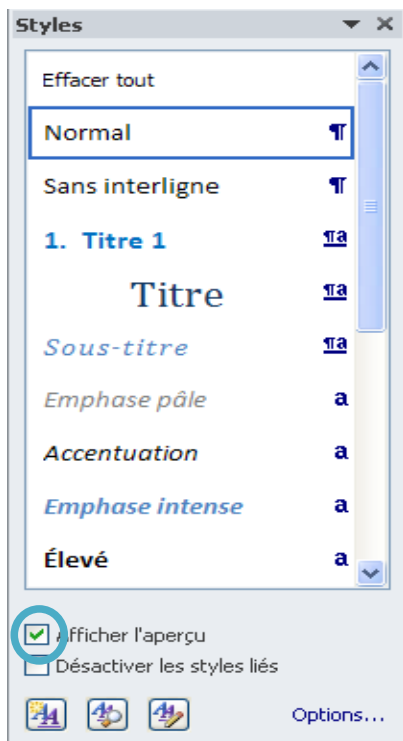 Styles
Effacer tout
Normal ¶
Sans interligne ¶
1. Titre 1 ¶a
Titre ¶a
Sous-titre ¶a
Emphase pâle a
Accentuation a
Emphase intense a
Élevé a
Afficher l'aperçu
Désactiver les styles liés
Options...